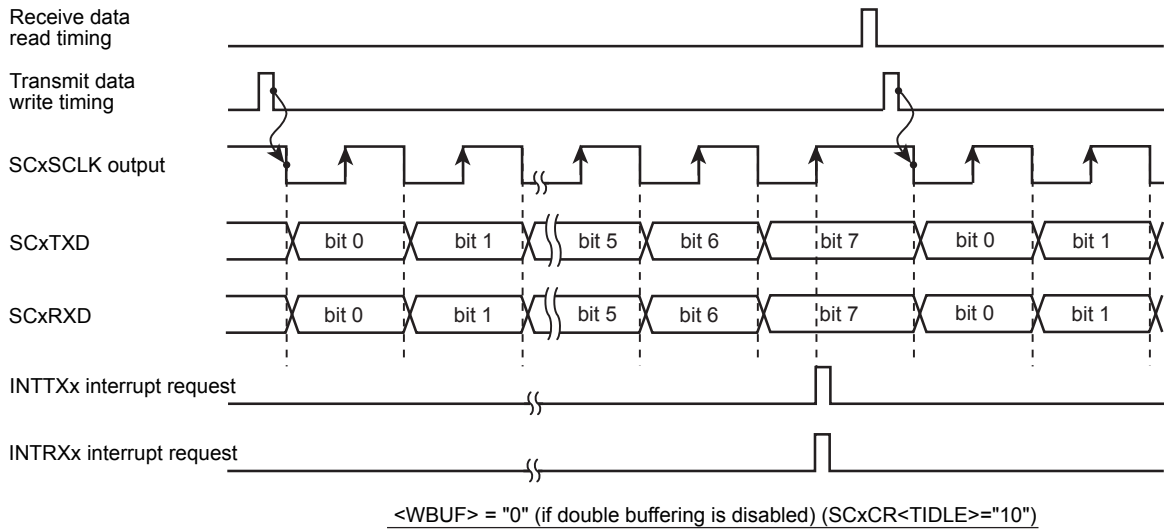 Receive data
read timing
Transmit data
write timing
SCxSCLK output
SCxTXD
bit 0
bit 1
bit 5
bit 6
bit 7
bit 0
bit 1
SCxRXD
bit 0
bit 1
bit 5
bit 6
bit 7
bit 0
bit 1
INTTXx interrupt request
INTRXx interrupt request
<WBUF> = "0" (if double buffering is disabled) (SCxCR<TIDLE>="10")